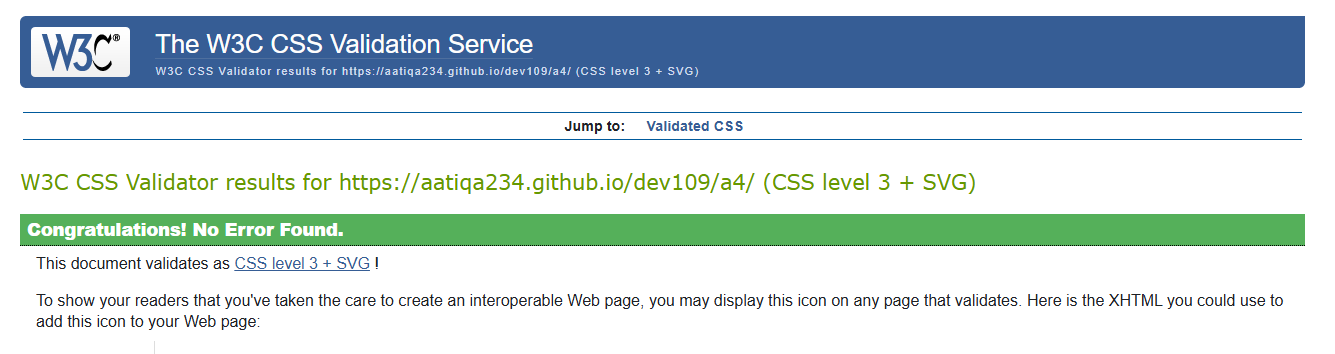 W3C®
The W3C CSS Validation Service
W3C CSS Validator results for https://aatiqa234.github.io/dev109/a4/ (CSS level 3 + SVG)
Jump to: Validated CSS
W3C CSS Validator results for https://aatiqa234.github.io/dev109/a4/ (CSS level 3 + SVG)
Congratulations! No Error Found.
This document validates as CSS level 3 + SVG !
To show your readers that you've taken the care to create an interoperable Web page, you may display this icon on any page that validates. Here is the XHTML you could use to
add this icon to your Web page: